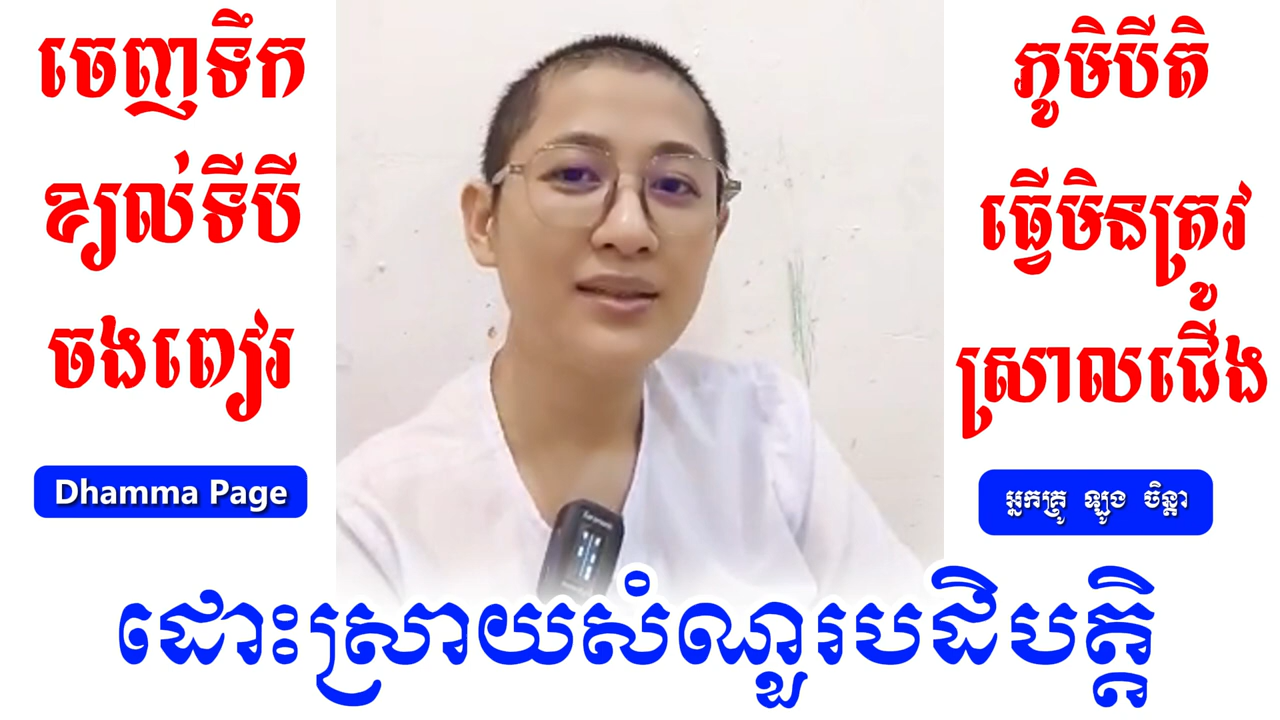 ចេញទឹក
ខ្យល់ទីបី
ចងពៀរ
Dhamma Page
ភូមិបីតិ
ធ្វើមិនត្រូវ
ស្រាលជើង
អ្នកគ្រូ ឡុង ចិន្តា
ដោះស្រាយសំណួរបដិបត្តិ